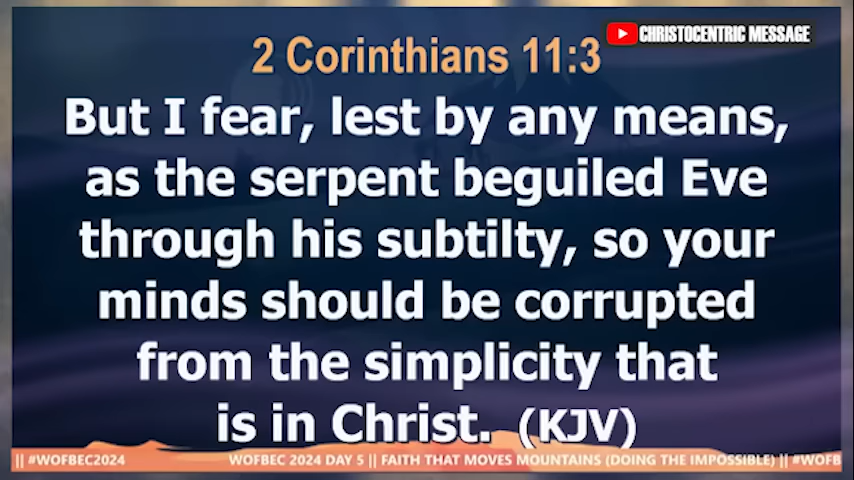 CHRISTOCENTRIC MESSAGE
2 Corinthians 11:3
But I fear, lest by any means,
as the serpent beguiled Eve
through his subtilty, so your
minds should be corrupted
from the simplicity that
is in Christ. (KJV)
|| #WOFBEC2024 WOFBEC 2024 DAY 5 || FAITH THAT MOVES MOUNTAINS (DOING THE IMPOSSIBLE) || #WOFB